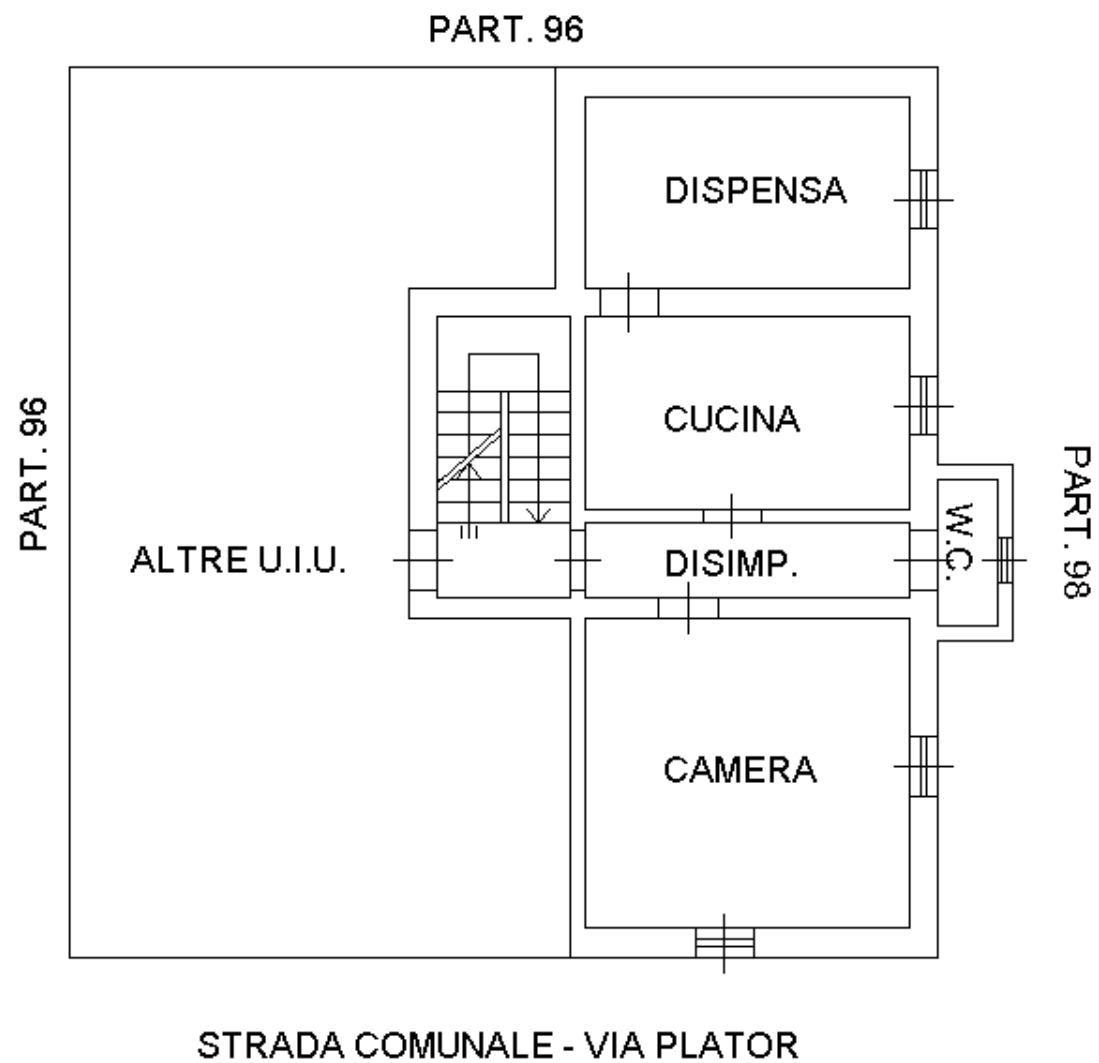 PART. 96
DISPENSA
CUCINA
PART. 96
PART. 98
W.C.
ALTRE U.I.U.
DISIMP.
CAMERA
STRADA COMUNALE - VIA PLATOR